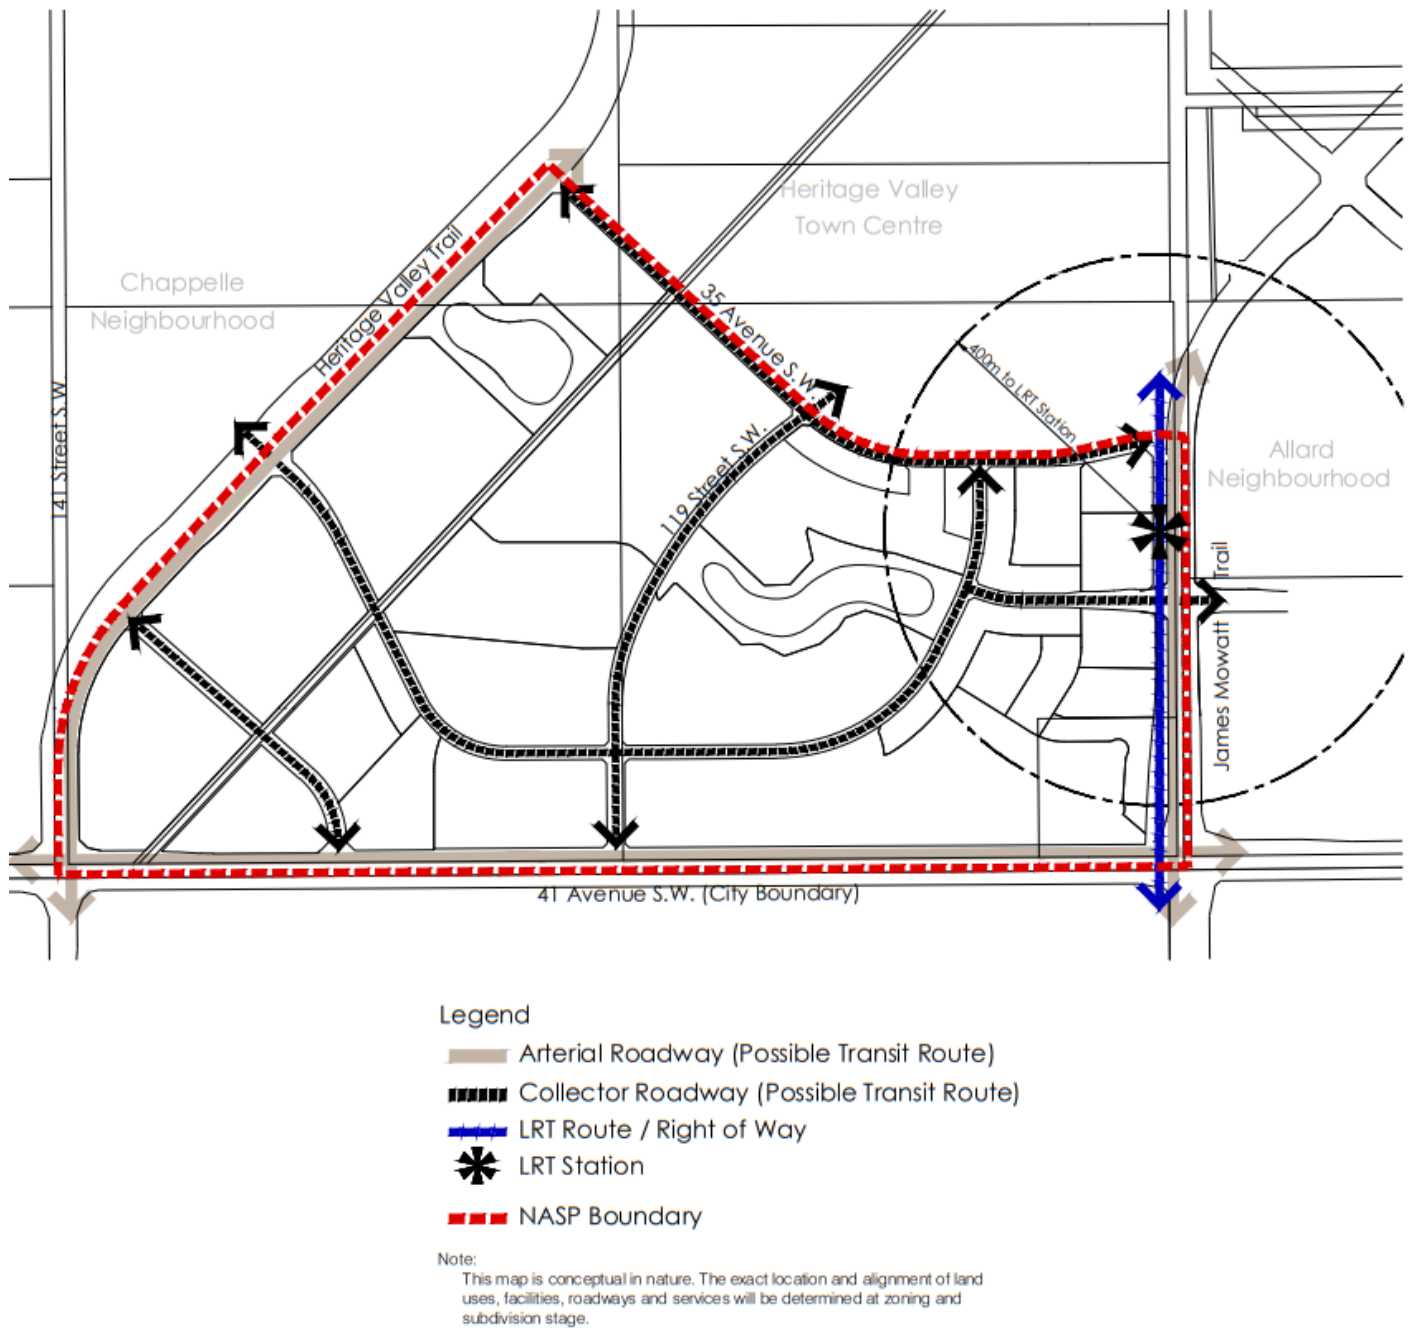 Heritage Valley
Town Centre
Chappelle
Neighbourhood
Heritage Valley Trail
35 Avenue S.W.
400m to LRT Station
141 Street S.W.
119 Street S.W.
Allard
Neighbourhood
James Mowatt Trail
41 Avenue S.W. (City Boundary)
Legend
Arterial Roadway (Possible Transit Route)
Collector Roadway (Possible Transit Route)
LRT Route / Right of Way
LRT Station
NASP Boundary
Note:
This map is conceptual in nature. The exact location and alignment of land
uses, facilities, roadways and services will be determined at zoning and
subdivision stage.